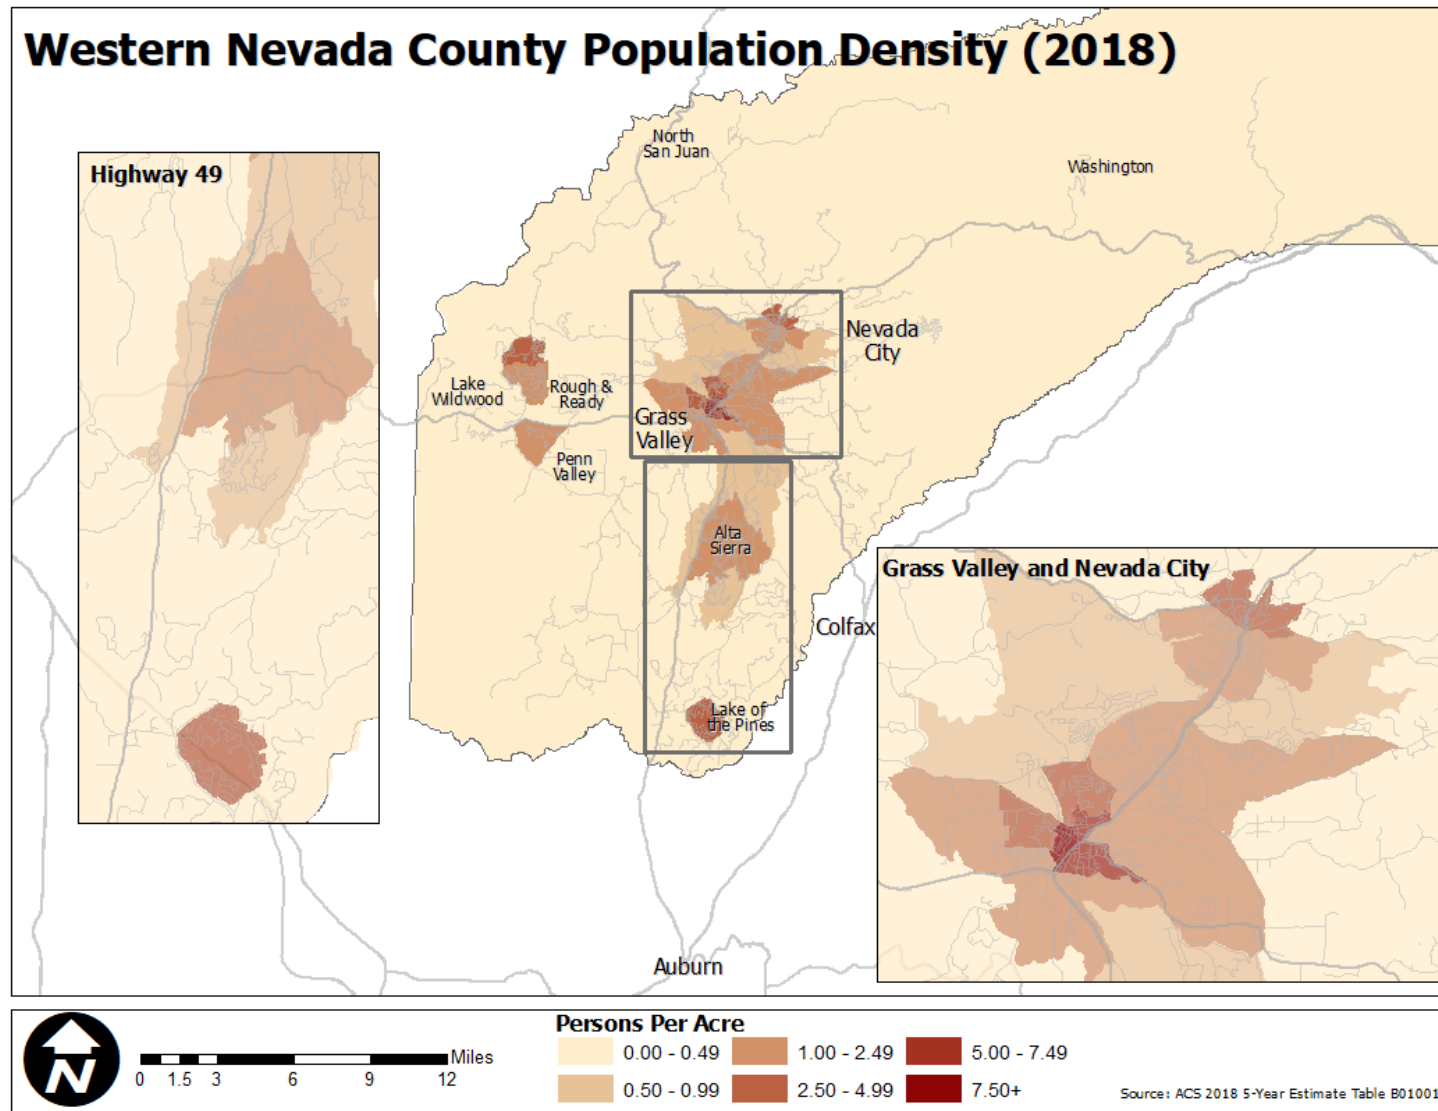 Western Nevada County Population Density (2018)
North
San Juan
Washington
Highway 49
Nevada
City
Lake
Wildwood
Rough &
Ready
Grass
Valley
Penn
Valley
Alta
Sierra
Grass Valley and Nevada City
Colfax
Lake of
the Pines
Auburn
Persons Per Acre
0.00 - 0.49
1.00 - 2.49
5.00 - 7.49
0.50 - 0.99
2.50 - 4.99
7.50+
N
Miles
0 1.5 3 6 9 12
Source: ACS 2018 5-Year Estimate Table B01001